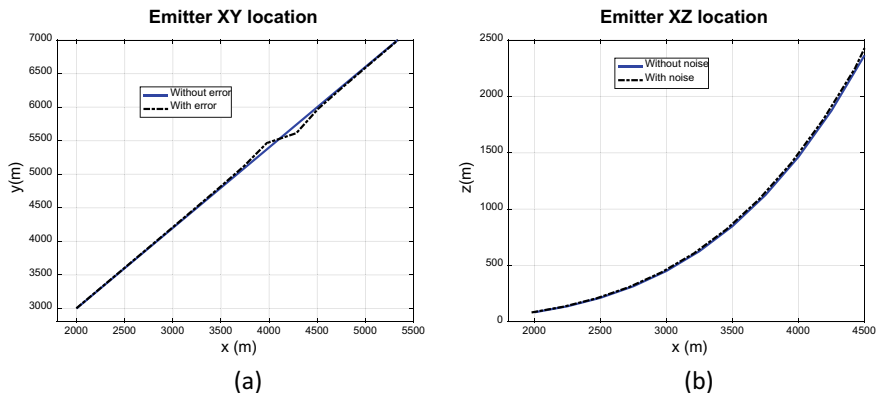 Emitter XY location
7000
6500
6000
5500
5000
4500
4000
3500
3000
y(m)
Without error
With error
2000 2500 3000 3500 4000 4500 5000 5500
x (m)
(a)
Emitter XZ location
2500
2000
1500
1000
500
0
z(m)
Without noise
With noise
2000 2500 3000 3500 4000 4500
x (m)
(b)